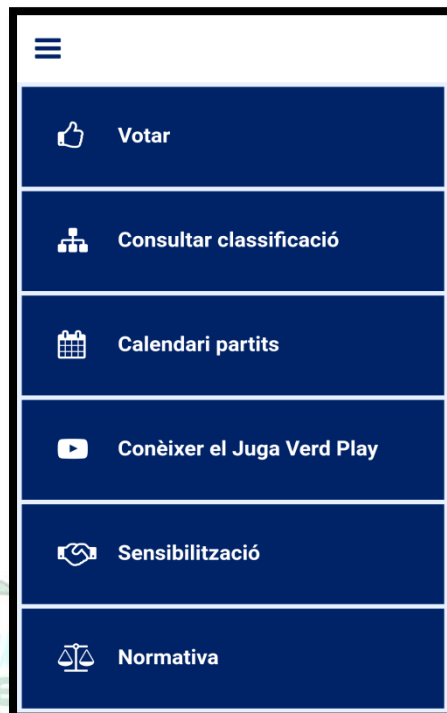 Votar
Consultar classificació
Calendari partits
Conèixer el Juga Verd Play
Sensibilització
Normativa